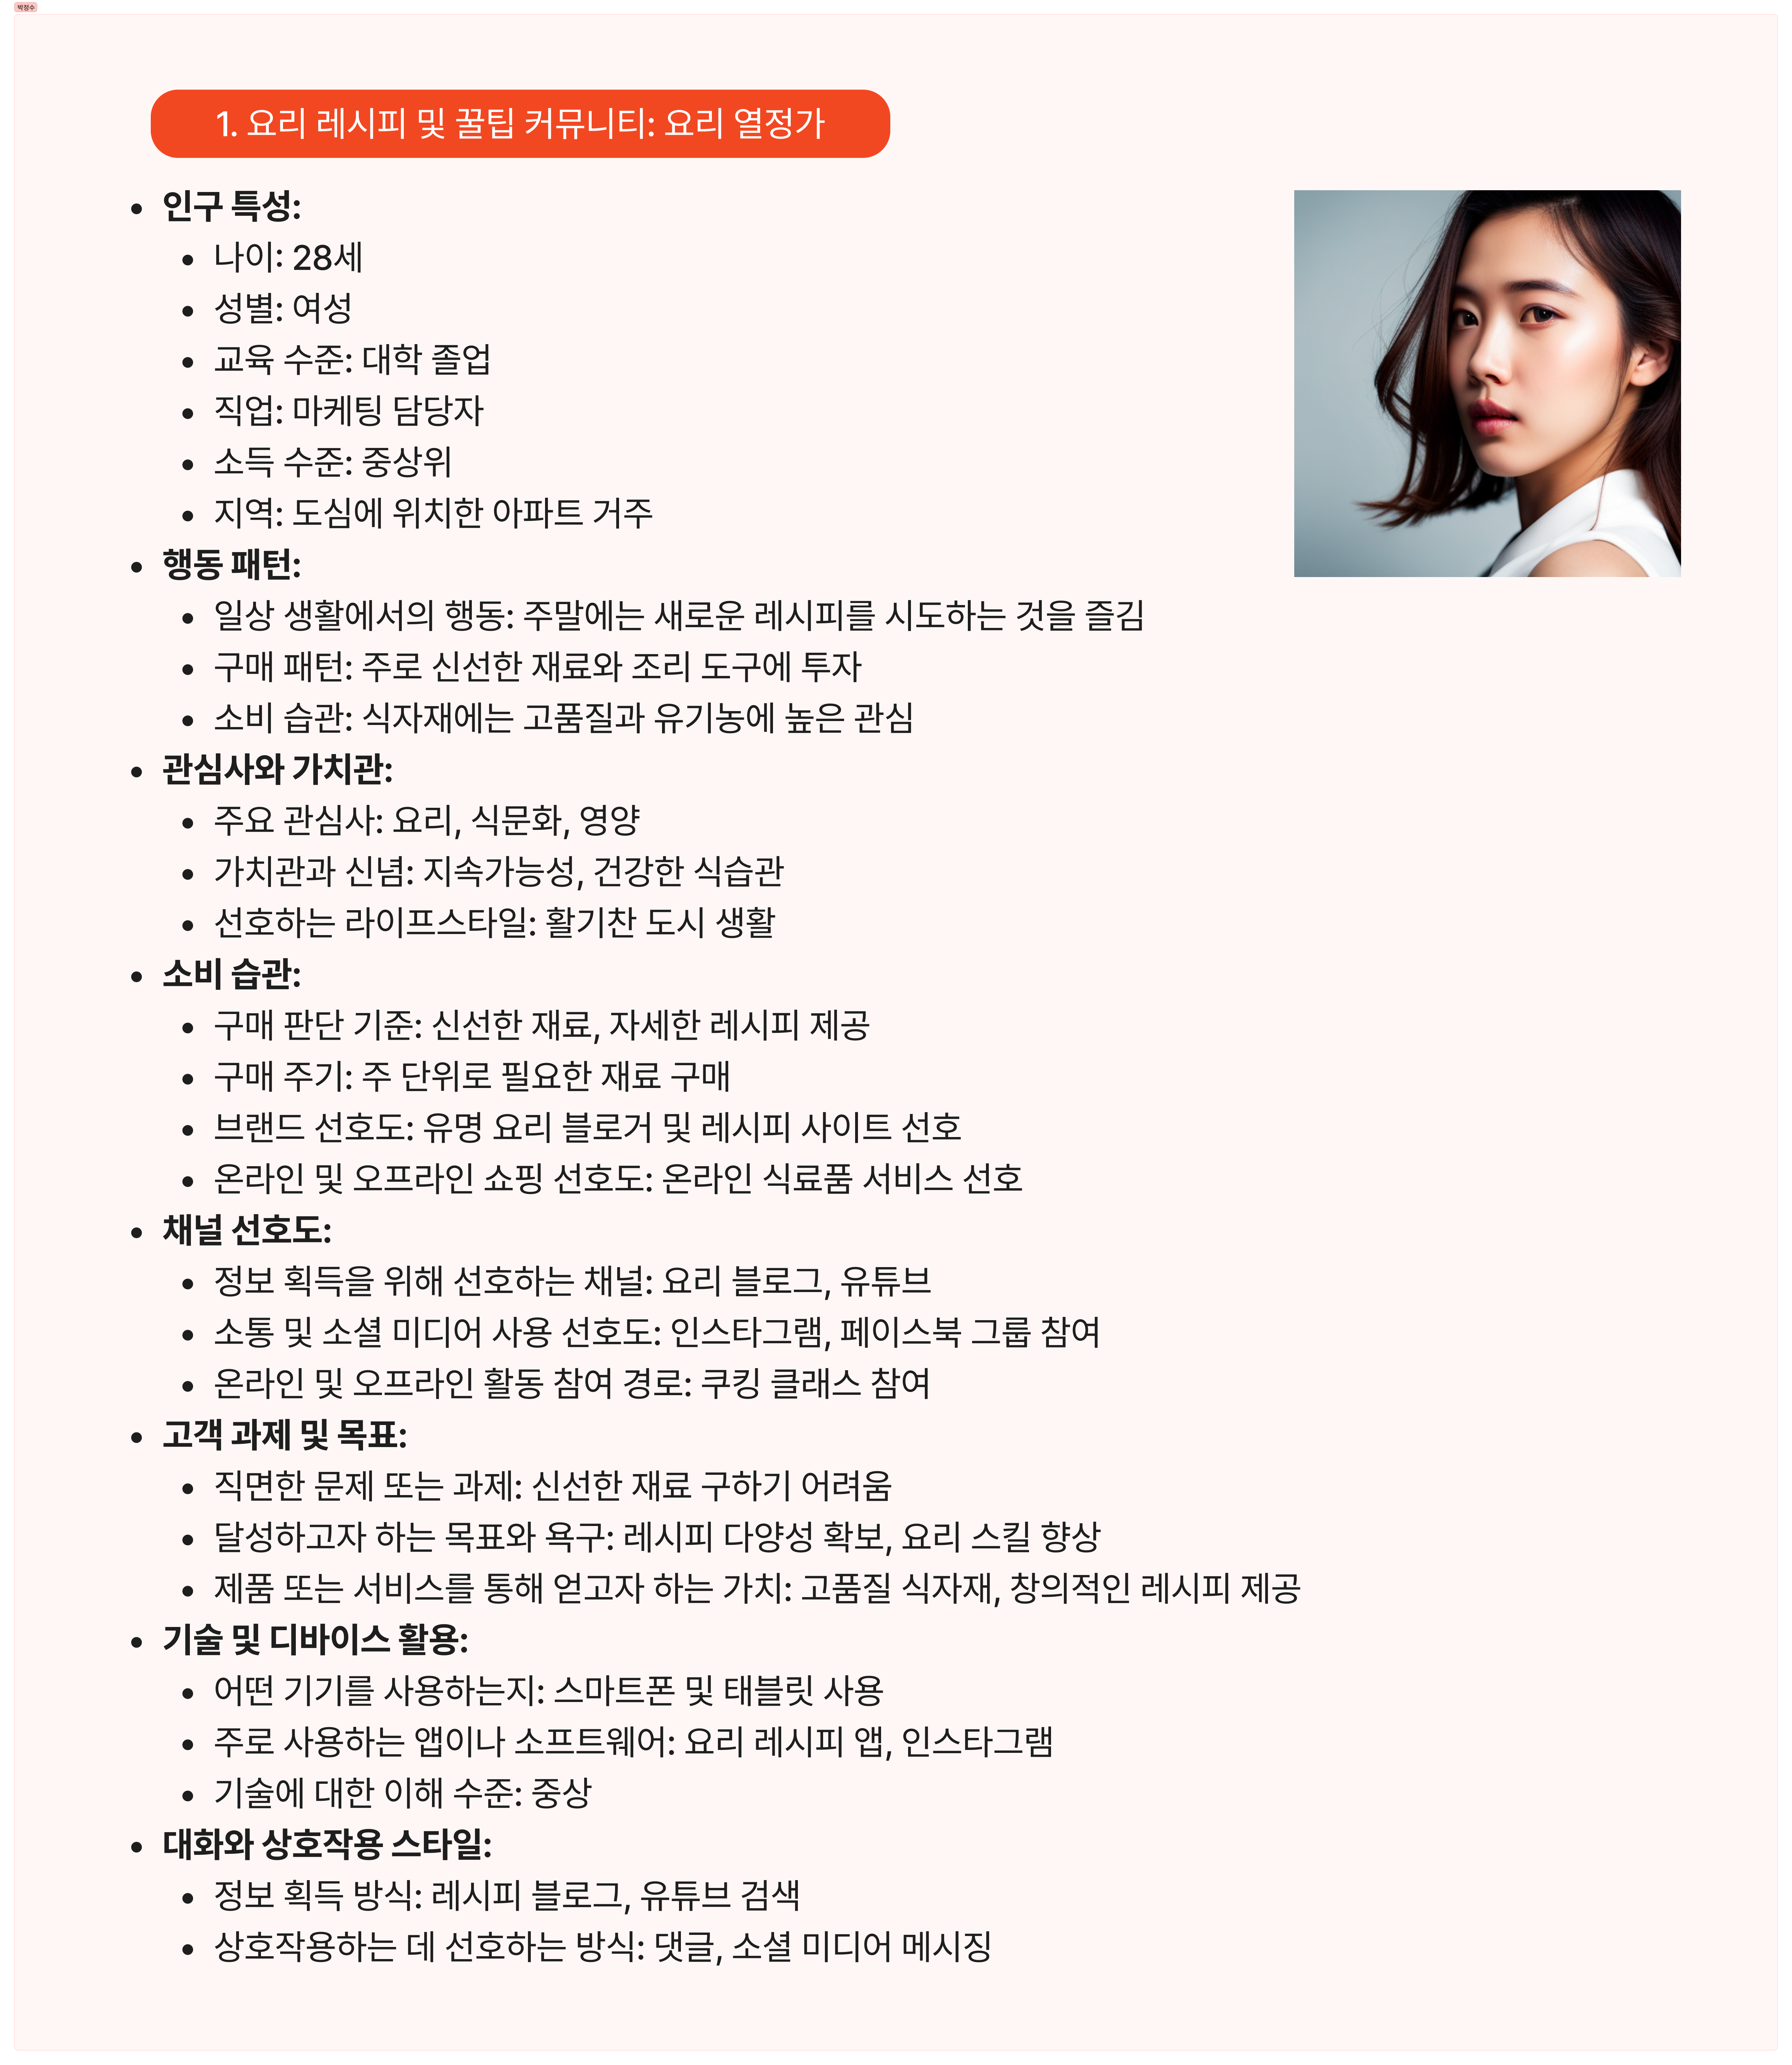 박정수
1. 요리 레시피 및 꿀팁 커뮤니티: 요리 열정가
• 인구 특성:
• 나이: 28세
• 성별: 여성
• 교육 수준: 대학 졸업
• 직업: 마케팅 담당자
• 소득 수준: 중상위
• 지역: 도심에 위치한 아파트 거주
• 행동 패턴:
• 일상 생활에서의 행동: 주말에는 새로운 레시피를 시도하는 것을 즐김
• 구매 패턴: 주로 신선한 재료와 조리 도구에 투자
• 소비 습관: 식자재에는 고품질과 유기농에 높은 관심
• 관심사와 가치관:
• 주요 관심사: 요리, 식문화, 영양
• 가치관과 신념: 지속가능성, 건강한 식습관
• 선호하는 라이프스타일: 활기찬 도시 생활
• 소비 습관:
• 구매 판단 기준: 신선한 재료, 자세한 레시피 제공
• 구매 주기: 주 단위로 필요한 재료 구매
• 브랜드 선호도: 유명 요리 블로거 및 레시피 사이트 선호
• 온라인 및 오프라인 쇼핑 선호도: 온라인 식료품 서비스 선호
• 채널 선호도:
• 정보 획득을 위해 선호하는 채널: 요리 블로그, 유튜브
• 소통 및 소셜 미디어 사용 선호도: 인스타그램, 페이스북 그룹 참여
• 온라인 및 오프라인 활동 참여 경로: 쿠킹 클래스 참여
• 고객 과제 및 목표:
• 직면한 문제 또는 과제: 신선한 재료 구하기 어려움
• 달성하고자 하는 목표와 욕구: 레시피 다양성 확보, 요리 스킬 향상
• 제품 또는 서비스를 통해 얻고자 하는 가치: 고품질 식자재, 창의적인 레시피 제공
• 기술 및 디바이스 활용:
• 어떤 기기를 사용하는지: 스마트폰 및 태블릿 사용
• 주로 사용하는 앱이나 소프트웨어: 요리 레시피 앱, 인스타그램
• 기술에 대한 이해 수준: 중상
• 대화와 상호작용 스타일:
• 정보 획득 방식: 레시피 블로그, 유튜브 검색
• 상호작용하는 데 선호하는 방식: 댓글, 소셜 미디어 메시징